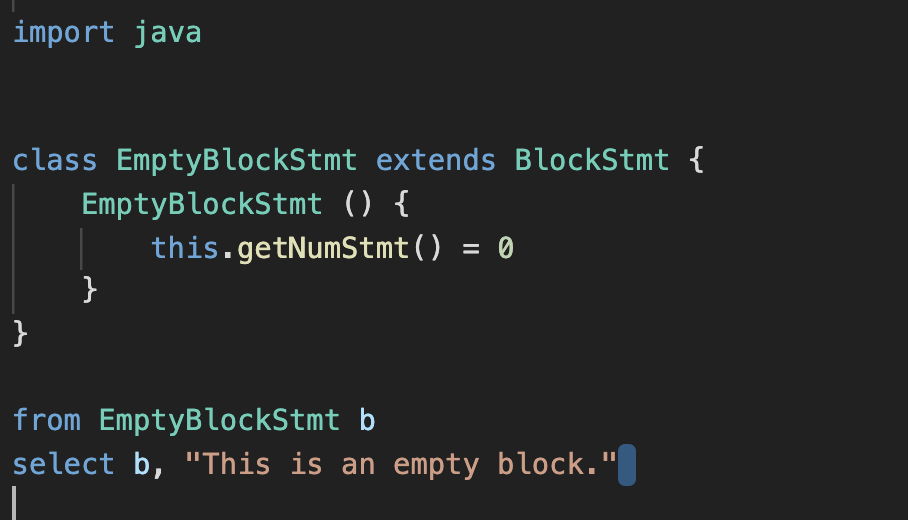 import java
class EmptyBlockStmt extends BlockStmt {
    EmptyBlockStmt () {
        this.getNumStmt() = 0
    }
}
from EmptyBlockStmt b
select b, "This is an empty block."